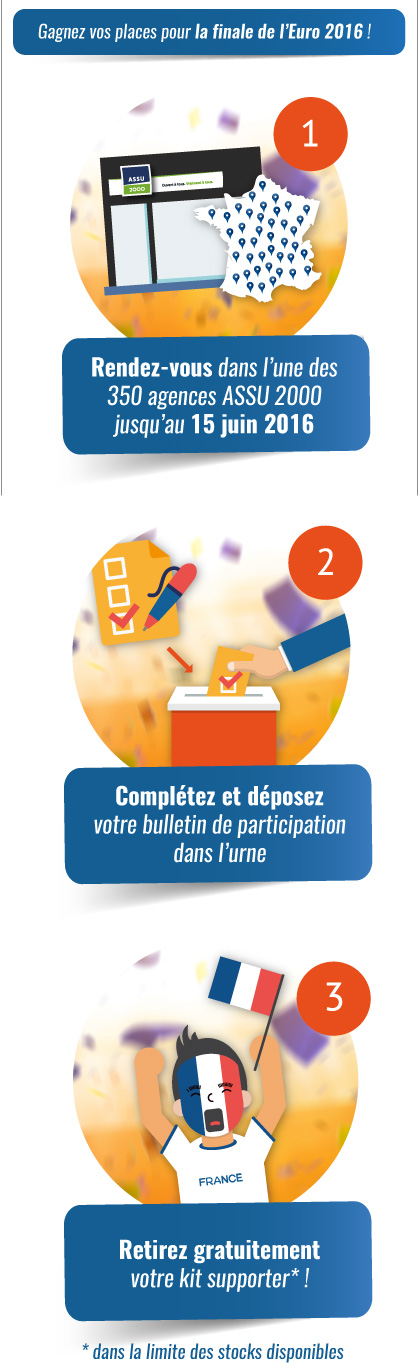 Gagnez vos places pour la finale de l'Euro 2016 !
1
ASSU
2000
Rendez-vous dans l'une des
350 agences ASSU 2000
jusqu'au 15 juin 2016
2
Complétez et déposez
votre bulletin de participation
dans l'urne
3
FRANCE
Retirez gratuitement
votre kit supporter* !
* dans la limite des stocks disponibles